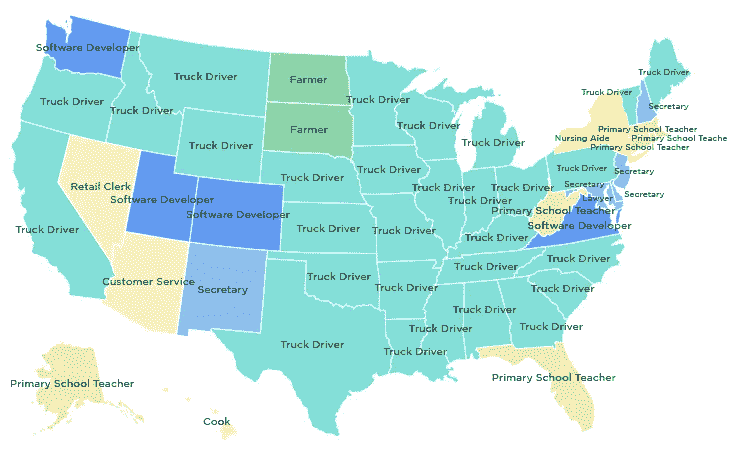 Software Developer
Truck Driver
Truck Driver
Truck Driver
Farmer
Farmer
Truck Driver
Truck Driver
Truck Driver
Truck Driver
Truck Driver
Truck Driver
Secretary
Primary School Teacher
Nursing Aide
Primary School Teache
Primary School Teacher
Truck Driver
Retail Clerk
Software Developer
Software Developer
Truck Driver
Truck Driver
Truck Driver
Truck Driver
Truck Driver
Truck Driver
Secretary
Secretary
Secretary
Lawyer
Primary School Teacher
Software Developer
Truck Driver
Truck Driver
Truck Driver
Truck Driver
Truck Driver
Truck Driver
Customer Service
Secretary
Truck Driver
Truck Driver
Truck Driver
Truck Driver
Truck Driver
Truck Driver
Truck Driver
Truck Driver
Truck Driver
Primary School Teacher
Primary School Teacher
Cook